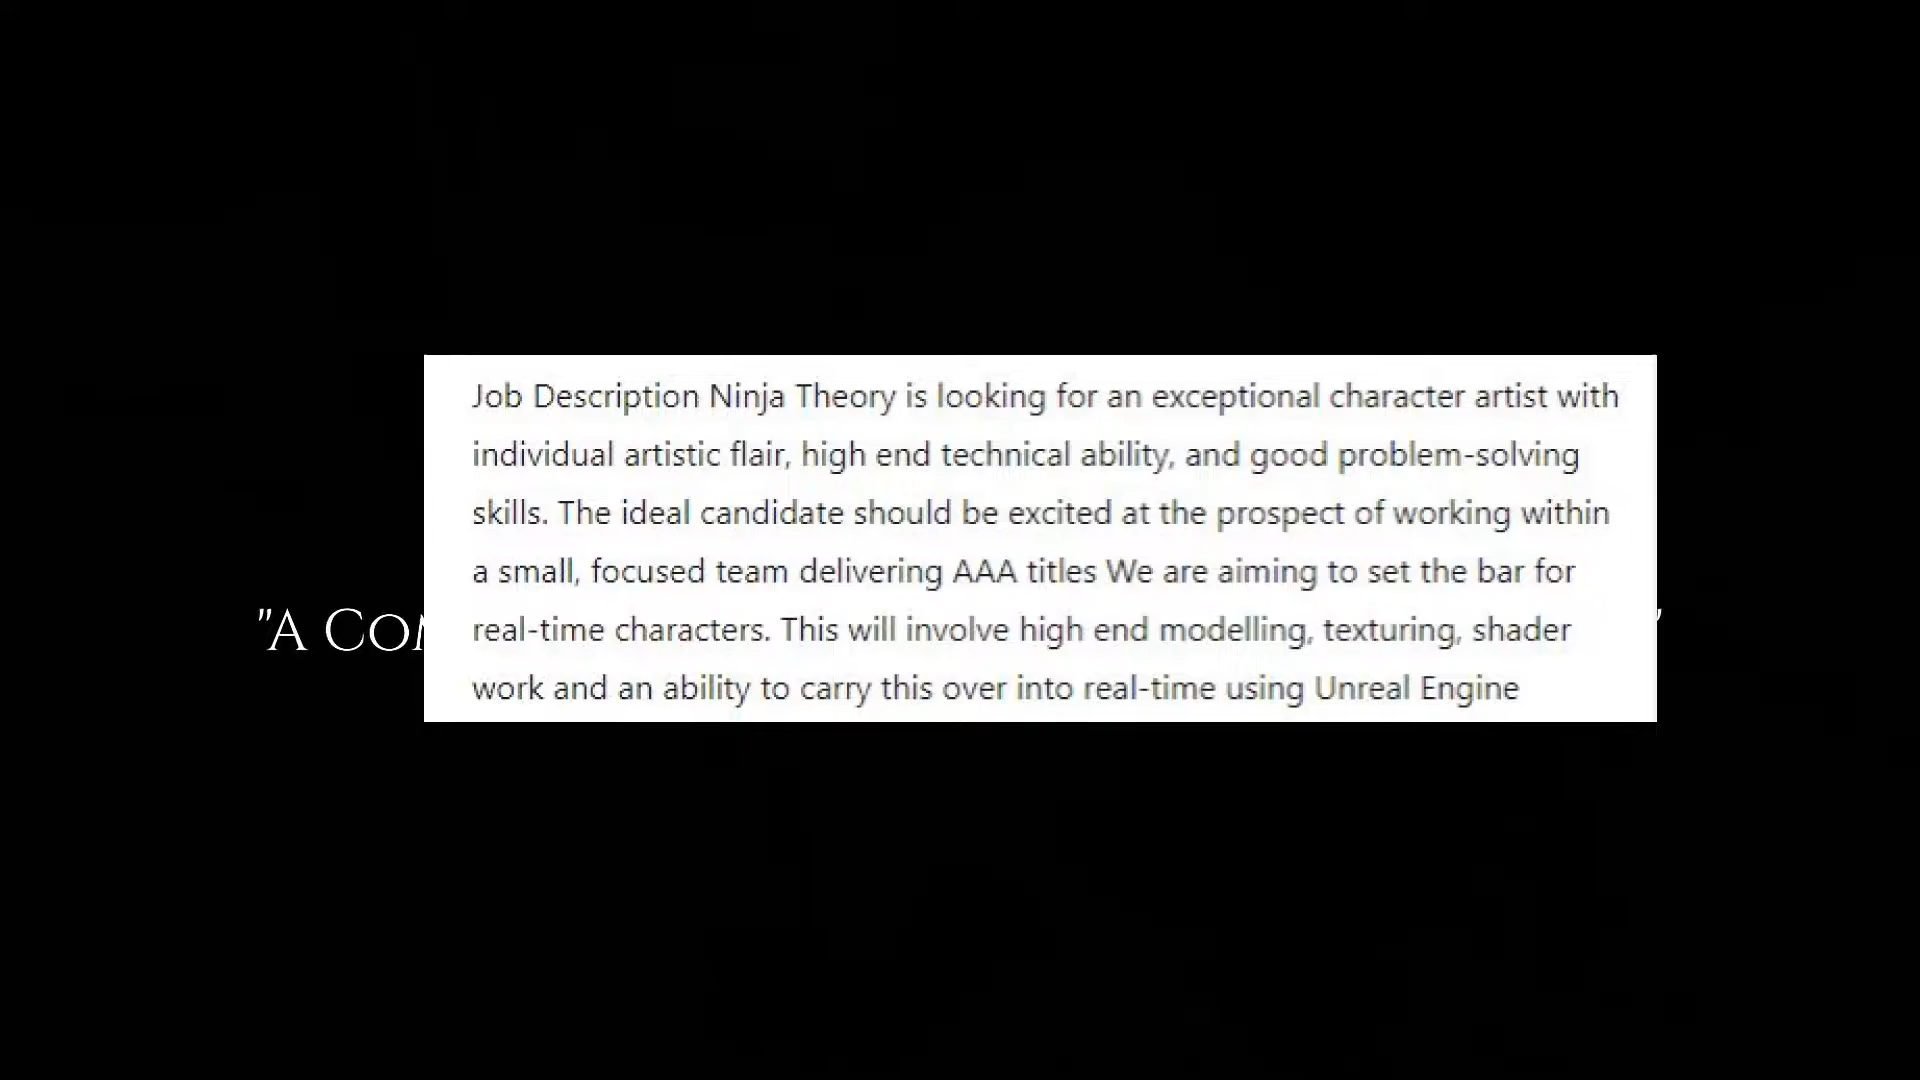 Job Description Ninja Theory is looking for an exceptional character artist with
individual artistic flair, high end technical ability, and good problem-solving
skills. The ideal candidate should be excited at the prospect of working within
a small, focused team delivering AAA titles We are aiming to set the bar for
real-time characters. This will involve high end modelling, texturing, shader
work and an ability to carry this over into real-time using Unreal Engine
"A